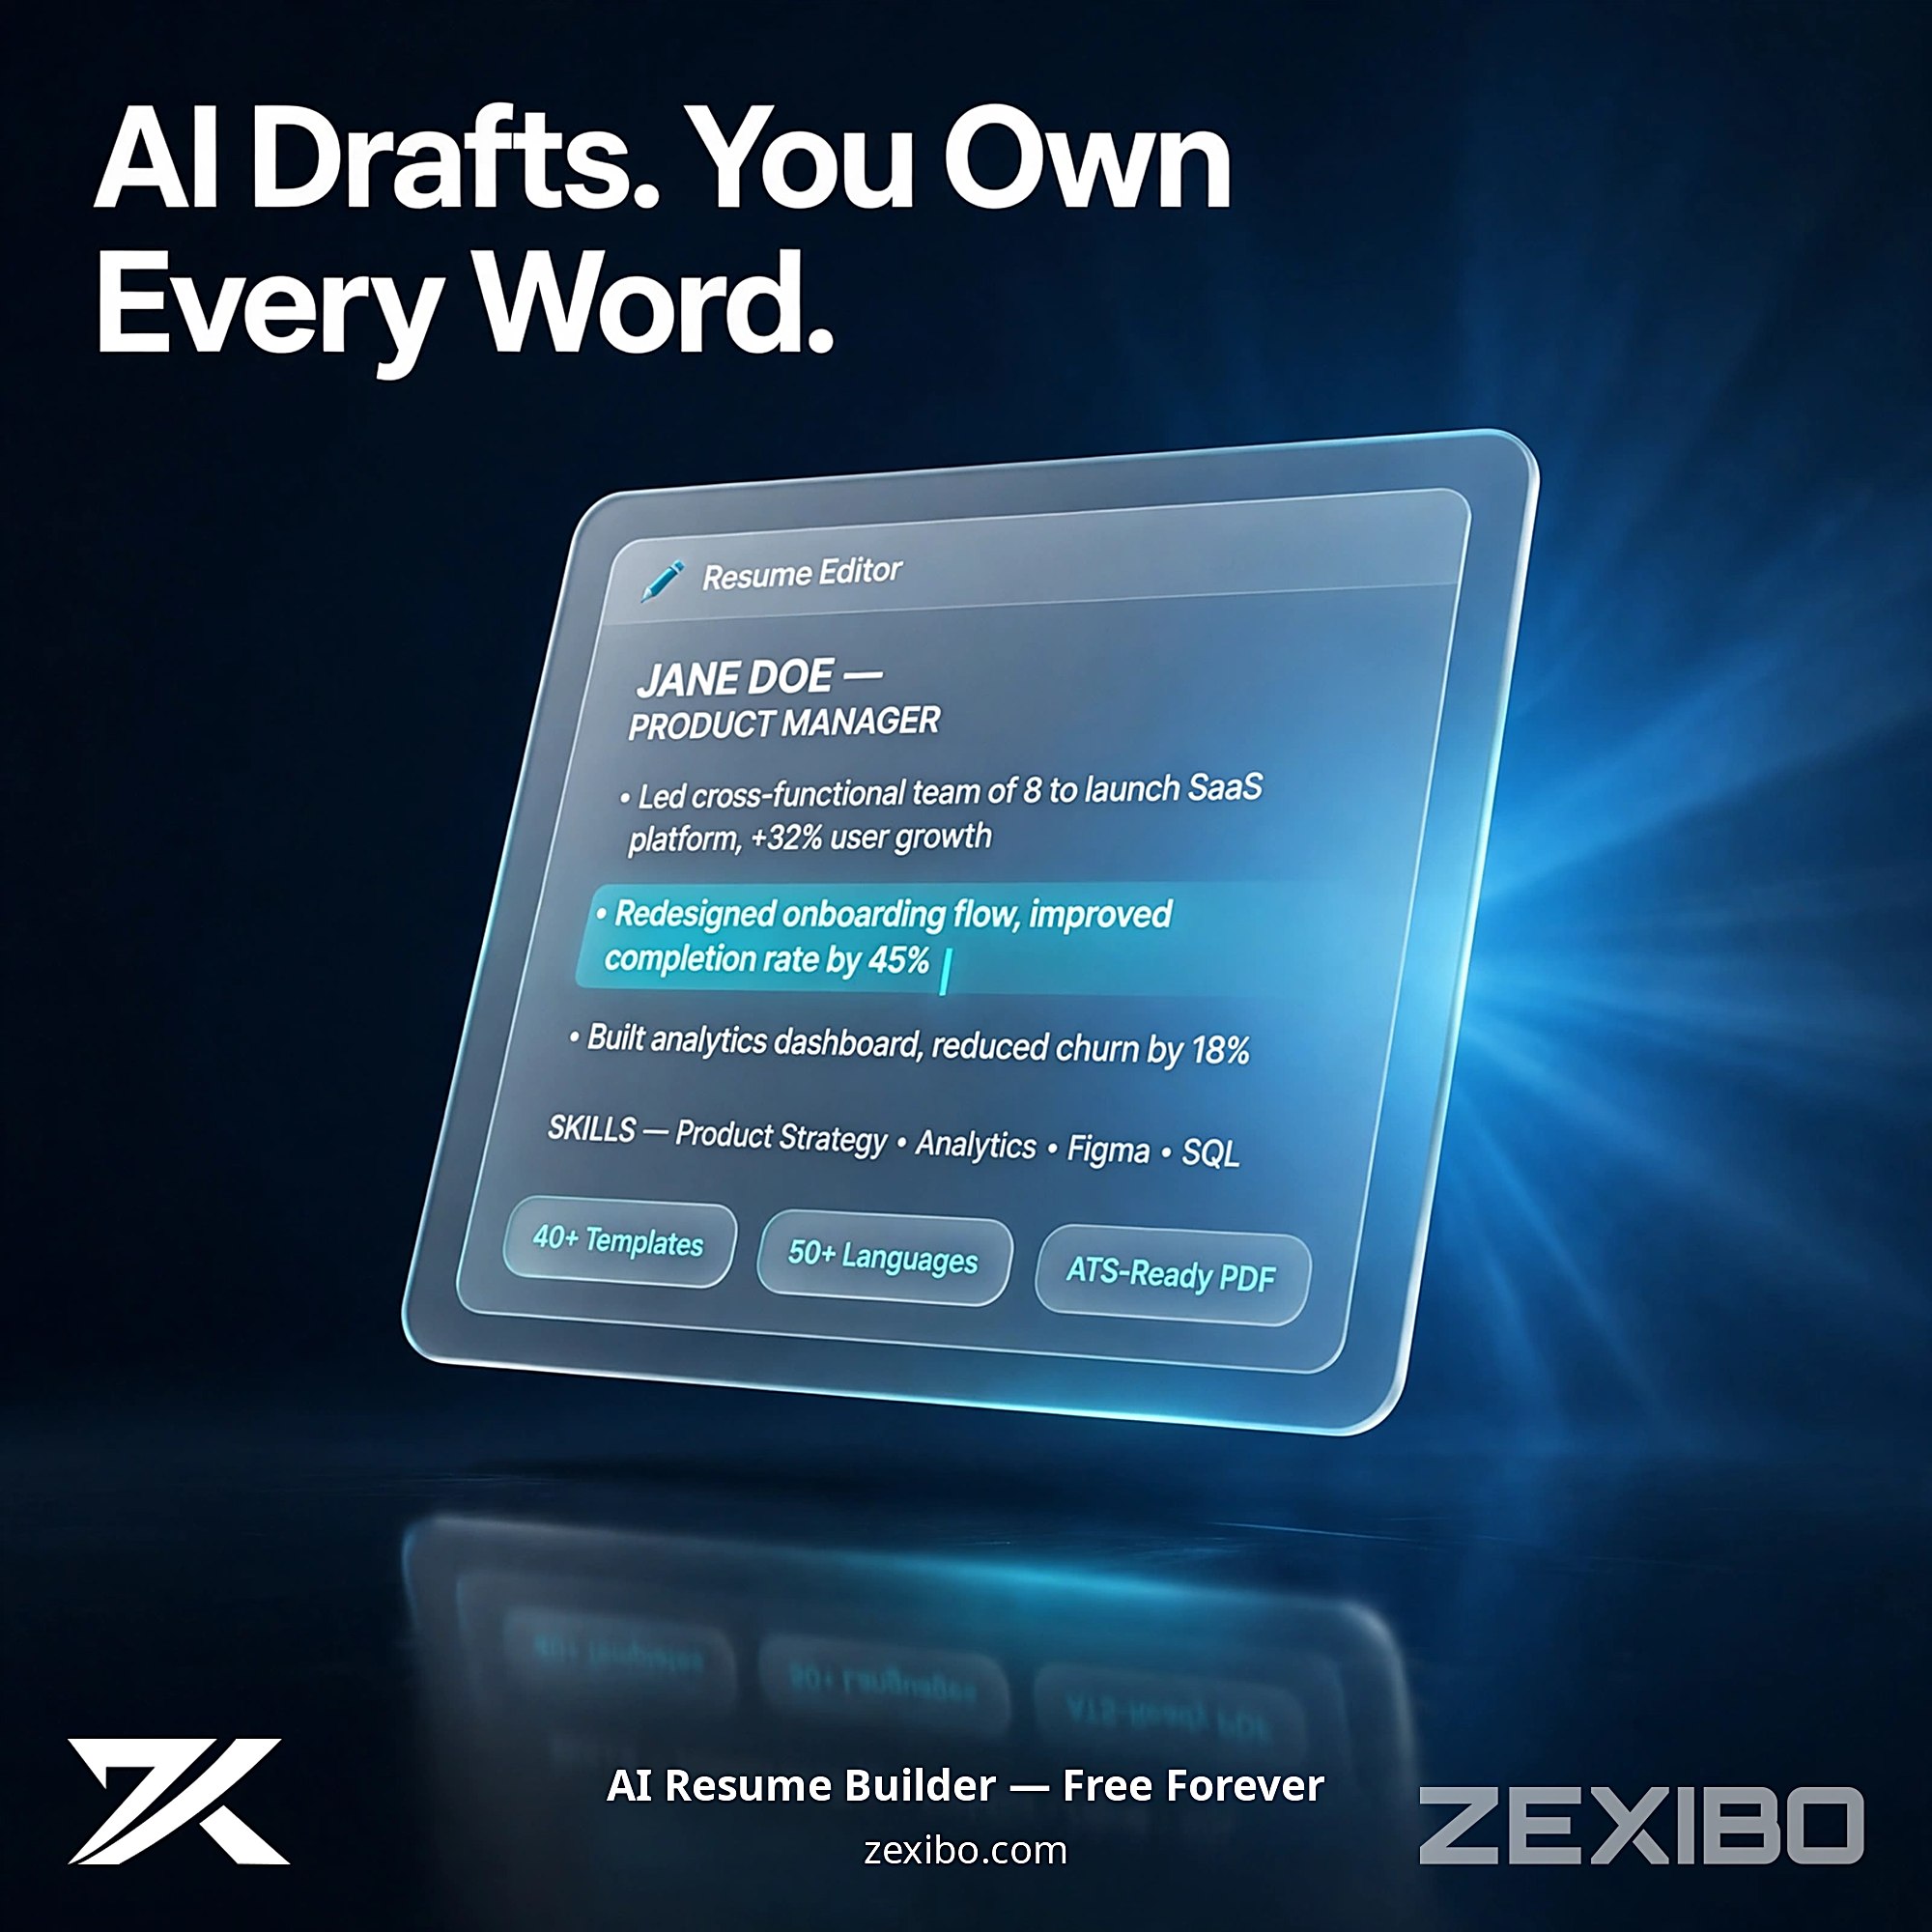 AI Drafts. You Own
Every Word.
Resume Editor
JANE DOE —
PRODUCT MANAGER
• Led cross-functional team of 8 to launch SaaS
platform, +32% user growth
• Redesigned onboarding flow, improved
completion rate by 45%
• Built analytics dashboard, reduced churn by 18%
SKILLS — Product Strategy • Analytics • Figma • SQL
40+ Templates
50+ Languages
ATS-Ready PDF
AI Resume Builder — Free Forever
zexibo.com
ZEXIBO